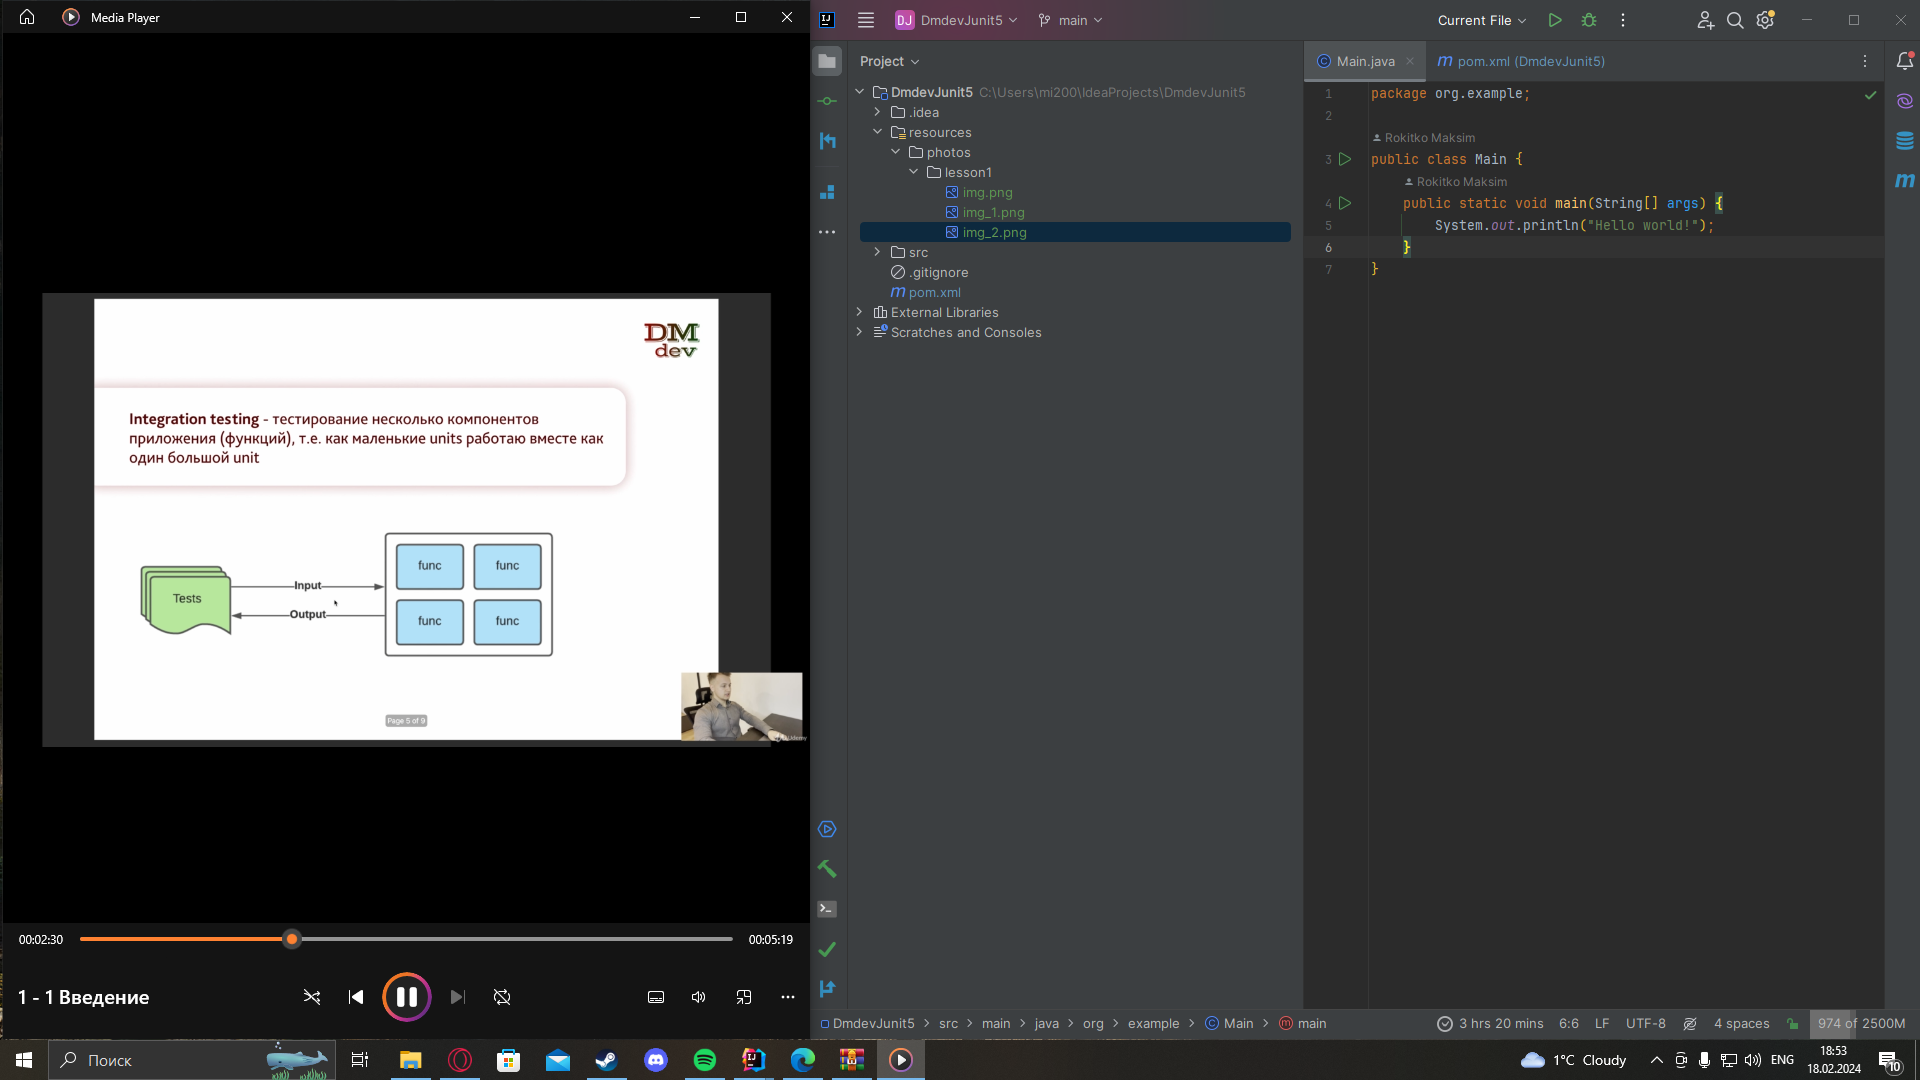 Media Player
DM
dev
Integration testing - тестирование несколько компонентов
приложения (функций), т.е. как маленькие units работаю вместе как
один большой unit
Tests
Input
Output
func
func
func
func
Page 5 of 9
00:02:30
00:05:19
1 - 1 Введение
DJ
DmdevJunit5
main
Current File
Project
DmdevJunit5 C:\Users\mi200\IdeaProjects\DmdevJunit5
.idea
resources
photos
lesson1
img.png
img_1.png
img_2.png
src
.gitignore
pom.xml
External Libraries
Scratches and Consoles
Main.java
pom.xml (DmdevJunit5)
1 package org.example;
2
Rokitko Maksim
3 public class Main {
Rokitko Maksim
4 public static void main(String[] args) {
5 System.out.println("Hello world!");
6 }
7 }
DmdevJunit5 > src > main > java > org > example > Main > main
3 hrs 20 mins
6:6
LF
UTF-8
4 spaces
974 of 2500M
Поиск
1°C Cloudy
ENG
18:53
18.02.2024
10